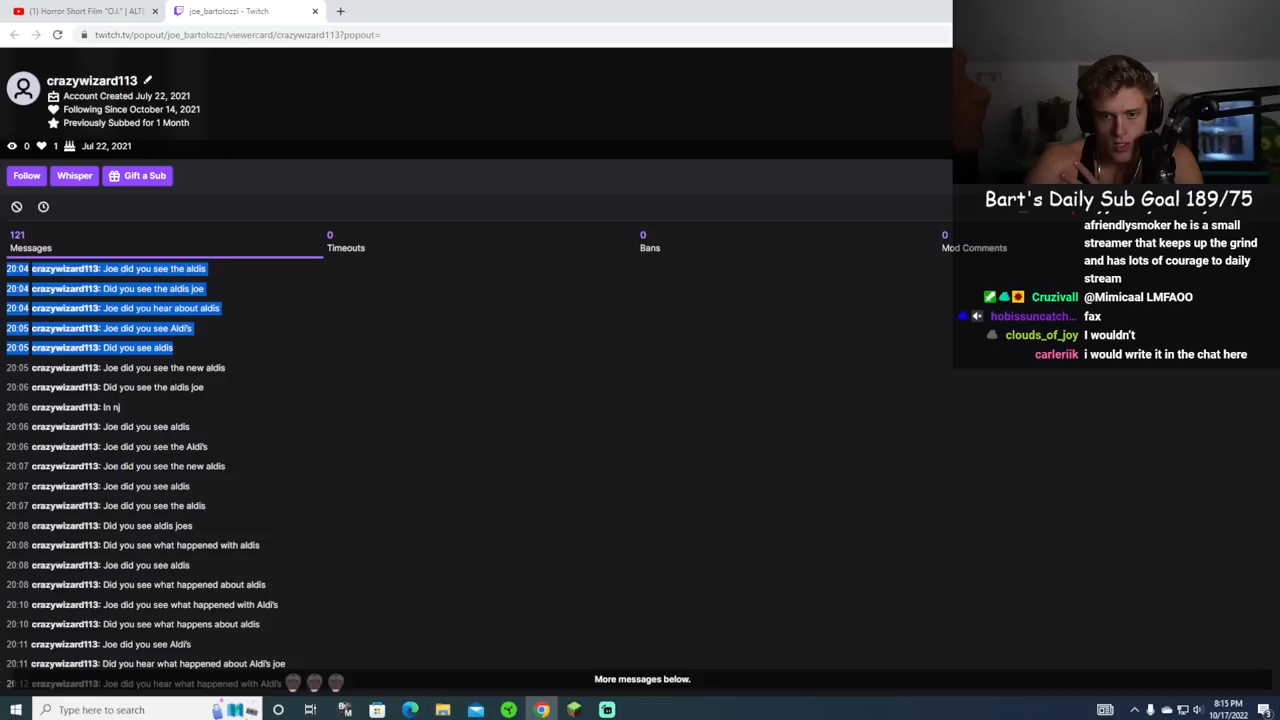 (1) Horror Short Film "O.I." | ALT
joe_bartolozzi - Twitch
twitch.tv/popout/joe_bartolozzi/viewercard/crazywizard113?popout=
crazywizard113
Account Created July 22, 2021
Following Since October 14, 2021
Previously Subbed for 1 Month
0 1 Jul 22, 2021
Follow Whisper Gift a Sub
121 0 0 0
Messages Timeouts Bans Mod Comments
20:04 crazywizard113: Joe did you see the aldis
20:04 crazywizard113: Did you see the aldis joe
20:04 crazywizard113: Joe did you hear about aldis
20:05 crazywizard113: Joe did you see Aldi's
20:05 crazywizard113: Did you see aldis
20:05 crazywizard113: Joe did you see the new aldis
20:06 crazywizard113: Did you see the aldis joe
20:06 crazywizard113: In nj
20:06 crazywizard113: Joe did you see aldis
20:06 crazywizard113: Joe did you see the Aldi's
20:07 crazywizard113: Joe did you see the new aldis
20:07 crazywizard113: Joe did you see aldis
20:07 crazywizard113: Joe did you see the aldis
20:08 crazywizard113: Did you see aldis joes
20:08 crazywizard113: Did you see what happened with aldis
20:08 crazywizard113: Joe did you see aldis
20:08 crazywizard113: Did you see what happened about aldis
20:10 crazywizard113: Joe did you see what happened with Aldi's
20:10 crazywizard113: Did you see what happens about aldis
20:11 crazywizard113: Joe did you see Aldi's
20:11 crazywizard113: Did you hear what happened about Aldi's joe
20:12 crazywizard113: Joe did you hear what happened with Aldi's
More messages below.
Bart's Daily Sub Goal 189/75
afriendlysmoker he is a small
streamer that keeps up the grind
and has lots of courage to daily
stream
Cruzivall @Mimicaal LMFAOO
hobissuncatch... fax
clouds_of_joy I wouldn't
carleriik i would write it in the chat here
Type here to search
8:15 PM
10/17/2022